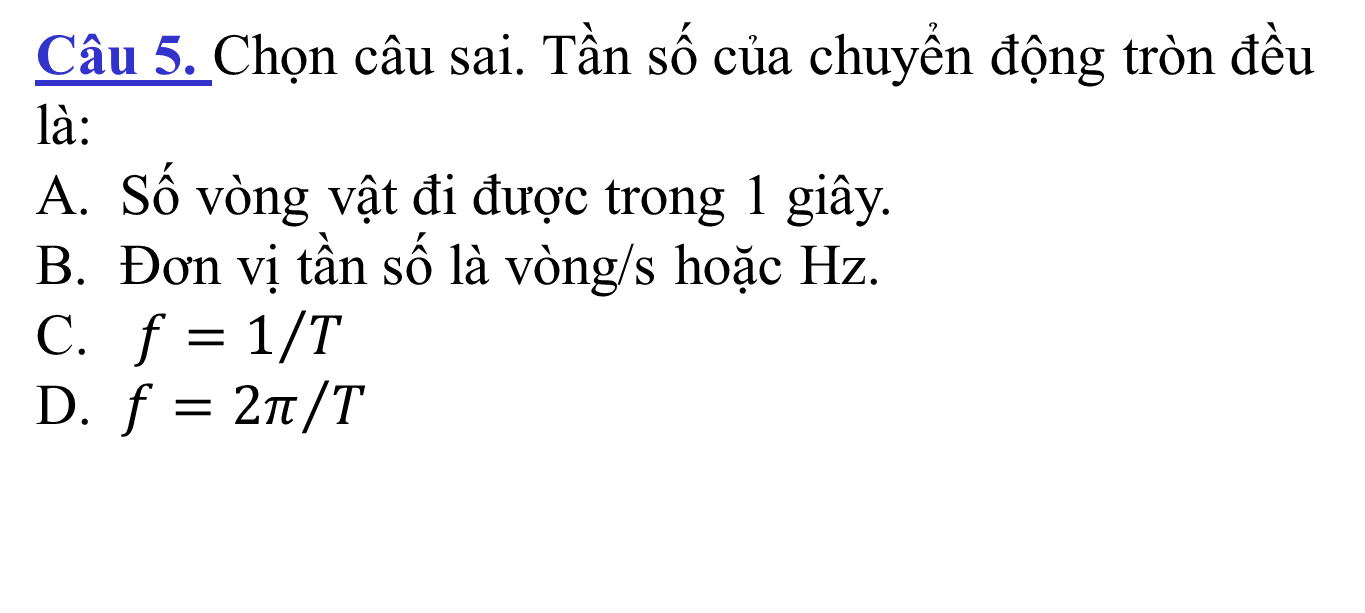 Câu 5. Chọn câu sai. Tần số của chuyển động tròn đều
là:
A. Số vòng vật đi được trong 1 giây.
B. Đơn vị tần số là vòng/s hoặc Hz.
C. 𝑓 = 1/𝑇
D. 𝑓 = 2𝜋/𝑇